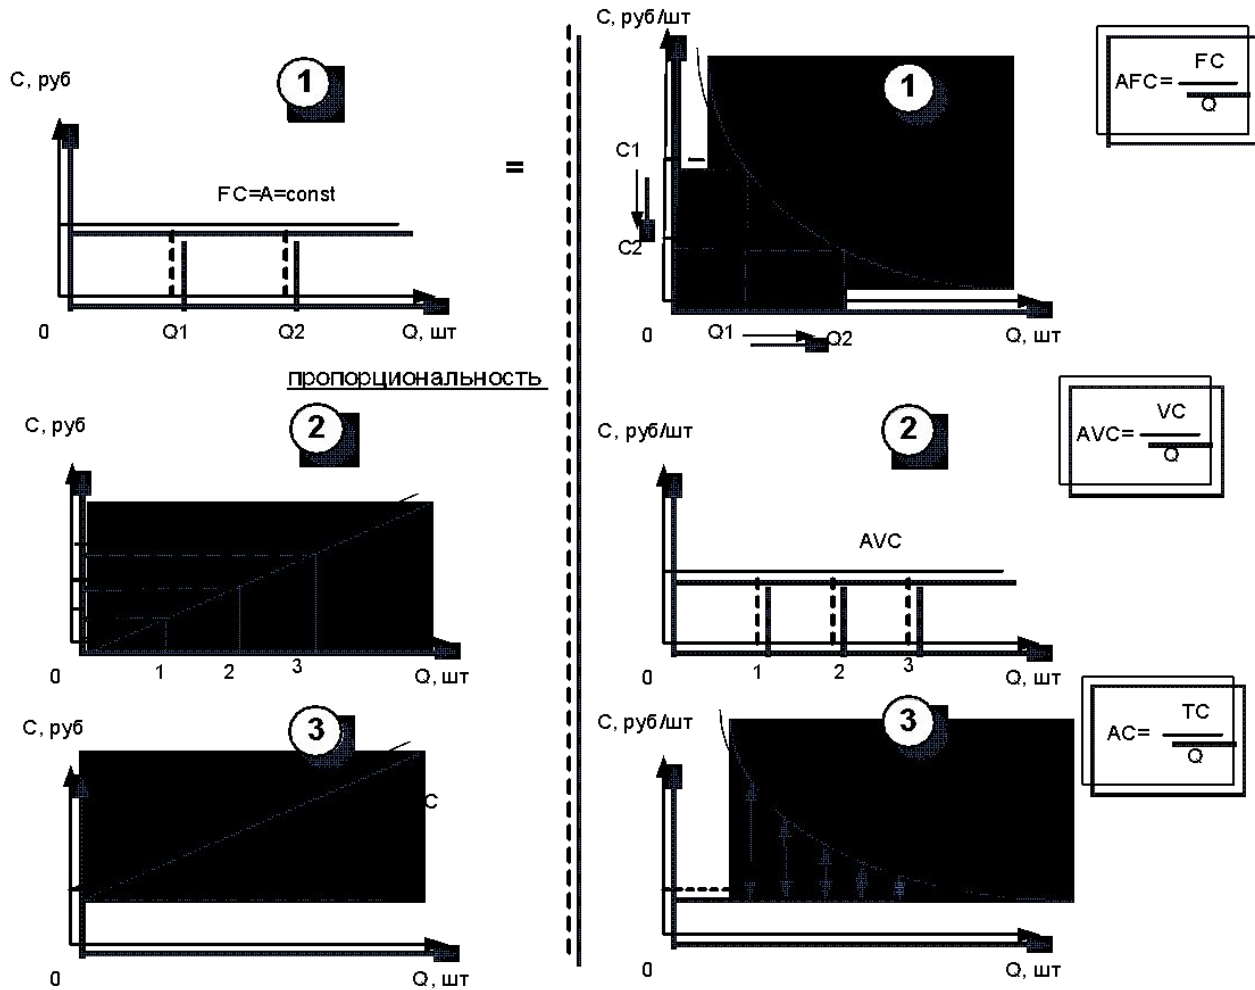 C, руб
1
FC=A=const
0
Q1
Q2
Q, шт
=
C, руб/шт
1
C1
C2
0
Q1
Q2
Q, шт
AFC=
FC
Q
пропорциональность
C, руб
2
0
1
2
3
Q, шт
C, руб/шт
2
AVC
0
1
2
3
Q, шт
AVC=
VC
Q
C, руб
3
C
0
Q, шт
C, руб/шт
3
0
Q, шт
AC=
TC
Q